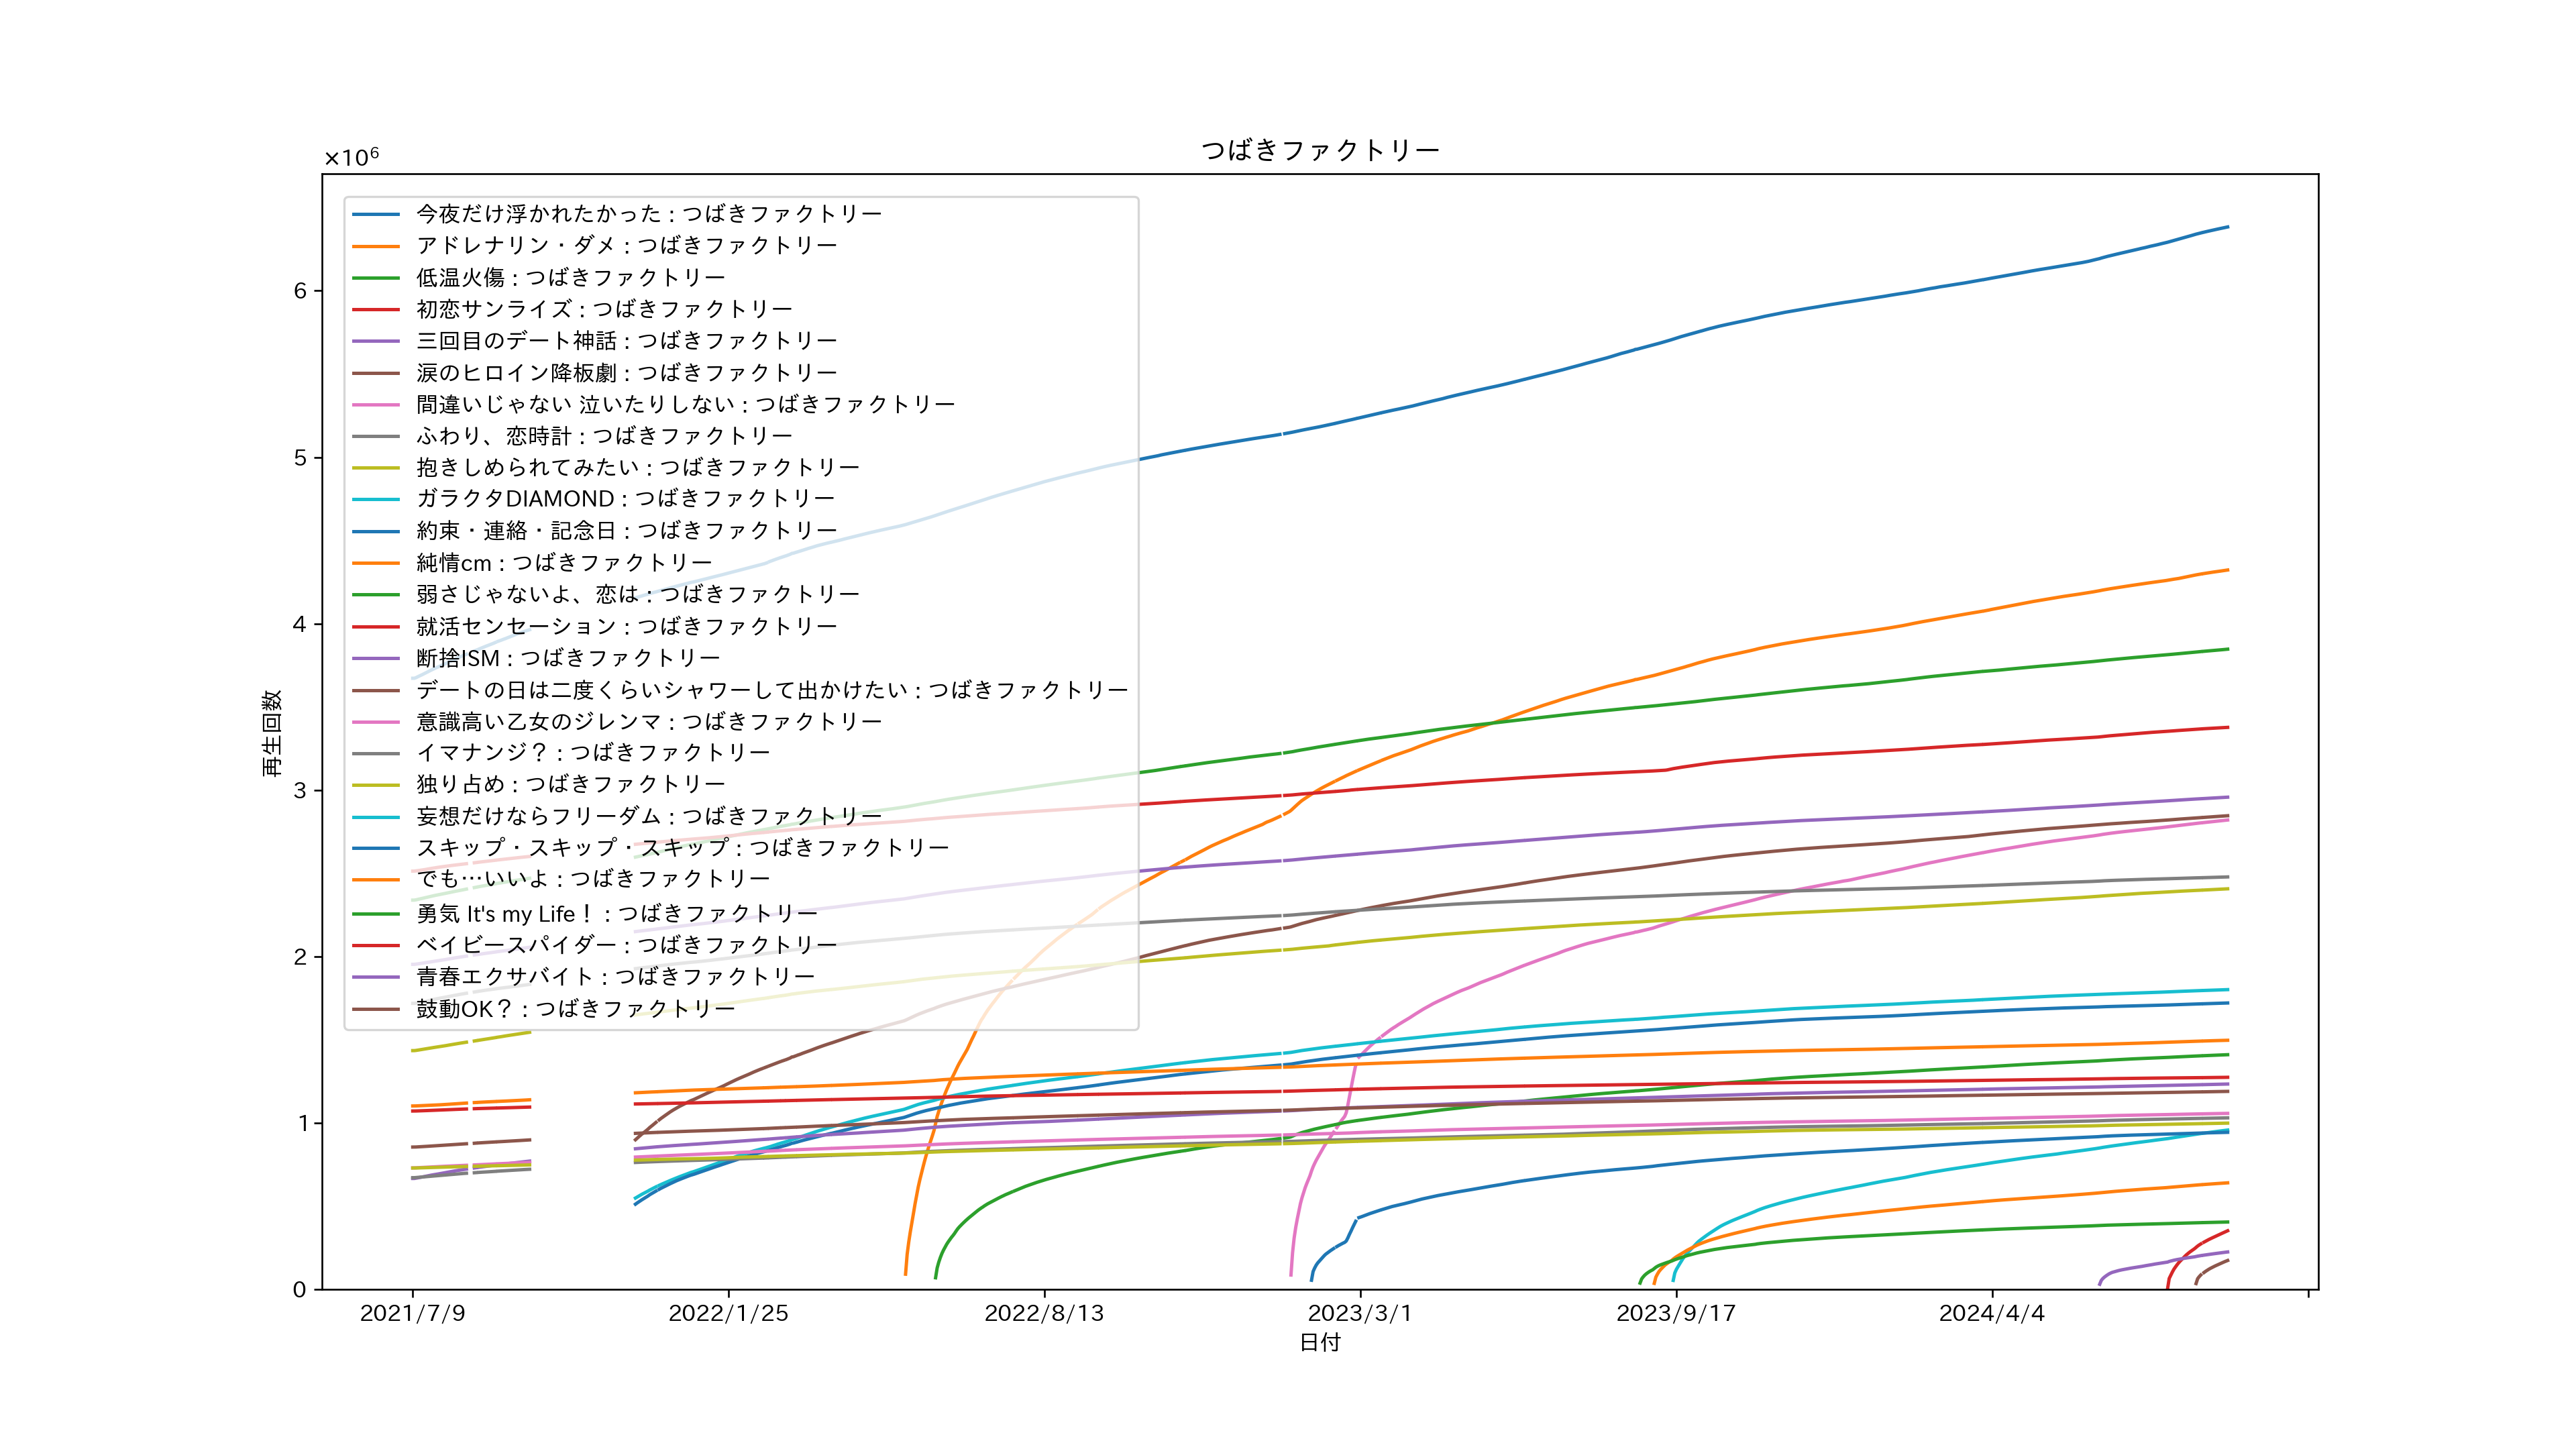 つばきファクトリー
×10⁶
今夜だけ浮かれたかった : つばきファクトリー
アドレナリン・ダメ : つばきファクトリー
低温火傷 : つばきファクトリー
初恋サンライズ : つばきファクトリー
三回目のデート神話 : つばきファクトリー
涙のヒロイン降板劇 : つばきファクトリー
間違いじゃない 泣いたりしない : つばきファクトリー
ふわり、恋時計 : つばきファクトリー
抱きしめられてみたい : つばきファクトリー
ガラクタDIAMOND : つばきファクトリー
約束・連絡・記念日 : つばきファクトリー
純情cm : つばきファクトリー
弱さじゃないよ、恋は : つばきファクトリー
就活センセーション : つばきファクトリー
断捨ISM : つばきファクトリー
デートの日は二度くらいシャワーして出かけたい : つばきファクトリー
意識高い乙女のジレンマ : つばきファクトリー
イマナンジ？ : つばきファクトリー
独り占め : つばきファクトリー
妄想だけならフリーダム : つばきファクトリー
スキップ・スキップ・スキップ : つばきファクトリー
でも…いいよ : つばきファクトリー
勇気 It's my Life！ : つばきファクトリー
ベイビースパイダー : つばきファクトリー
青春エクサバイト : つばきファクトリー
鼓動OK？ : つばきファクトリー
再生回数
6
5
4
3
2
1
0
2021/7/9 2022/1/25 2022/8/13 2023/3/1 2023/9/17 2024/4/4
日付